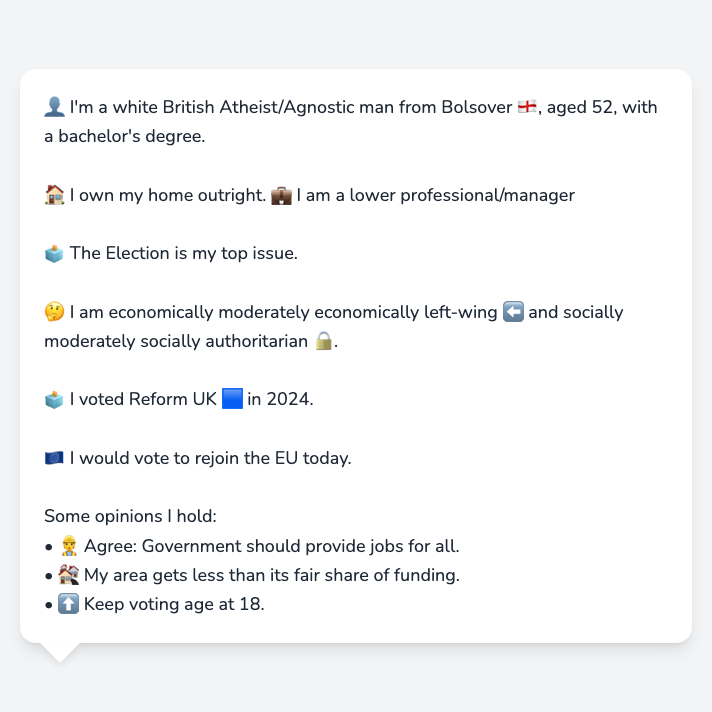 👤 I'm a white British Atheist/Agnostic man from Bolsover 🏴󠁧󠁢󠁥󠁮󠁧󠁿, aged 52, with
a bachelor's degree.
🏠 I own my home outright. 💼 I am a lower professional/manager
🗳️ The Election is my top issue.
🤔 I am economically moderately economically left-wing ⬅️ and socially
moderately socially authoritarian 🔒.
🗳️ I voted Reform UK 🟦 in 2024.
🇪🇺 I would vote to rejoin the EU today.
Some opinions I hold:
• 👷 Agree: Government should provide jobs for all.
• 🏘️ My area gets less than its fair share of funding.
• ⬆️ Keep voting age at 18.